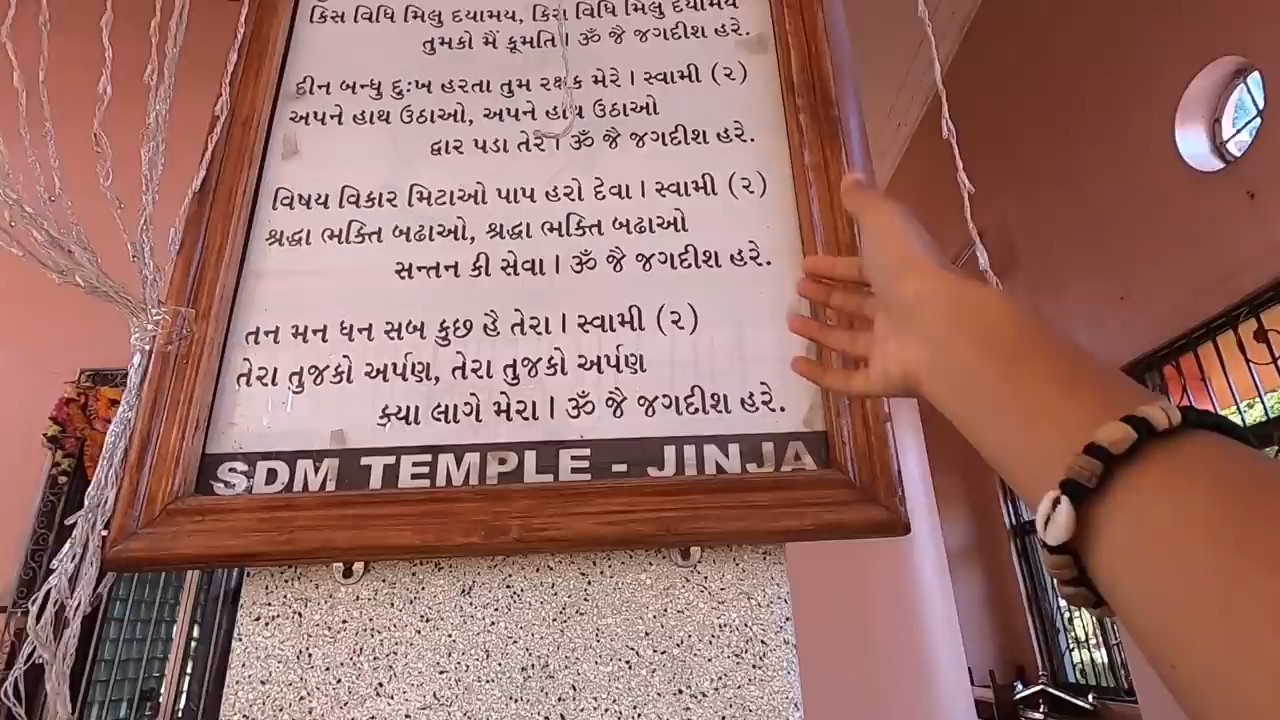 કિસ વિધિ મિલુ દયામય, કિસ વિધિ મિલુ દયામય
તુમકો મૈં કૂમતિ । ૐ જૈ જગદીશ હરે.
દીન બન્ધુ દુઃખ હરતા તુમ રક્ષક મેરે । સ્વામી (૨)
અપને હાથ ઉઠાઓ, અપને હાથ ઉઠાઓ
દ્વાર પડા તેરે । ૐ જૈ જગદીશ હરે.
વિષય વિકાર મિટાઓ પાપ હરો દેવા । સ્વામી (૨)
શ્રદ્ધા ભક્તિ બઢાઓ, શ્રદ્ધા ભક્તિ બઢાઓ
સન્તન કી સેવા । ૐ જૈ જગદીશ હરે.
તન મન ધન સબ કુછ હૈ તેરા । સ્વામી (૨)
તેરા તુજકો અર્પણ, તેરા તુજકો અર્પણ
ક્યા લાગે મેરા । ૐ જૈ જગદીશ હરે.
SDM TEMPLE - JINJA